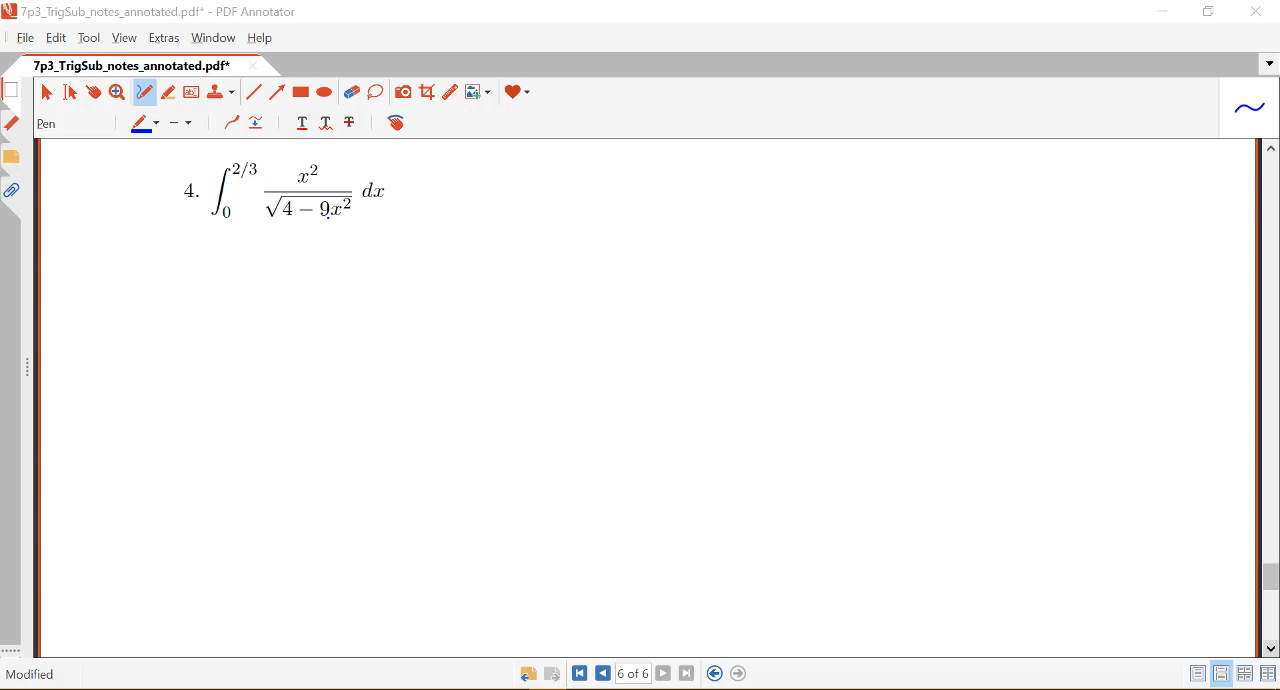 7p3_TrigSub_notes_annotated.pdf* - PDF Annotator
File Edit Tool View Extras Window Help
7p3_TrigSub_notes_annotated.pdf*
Pen
T T T
4. ∫₀^{2/3} x² / √(4 − 9x²) dx
Modified
6 of 6